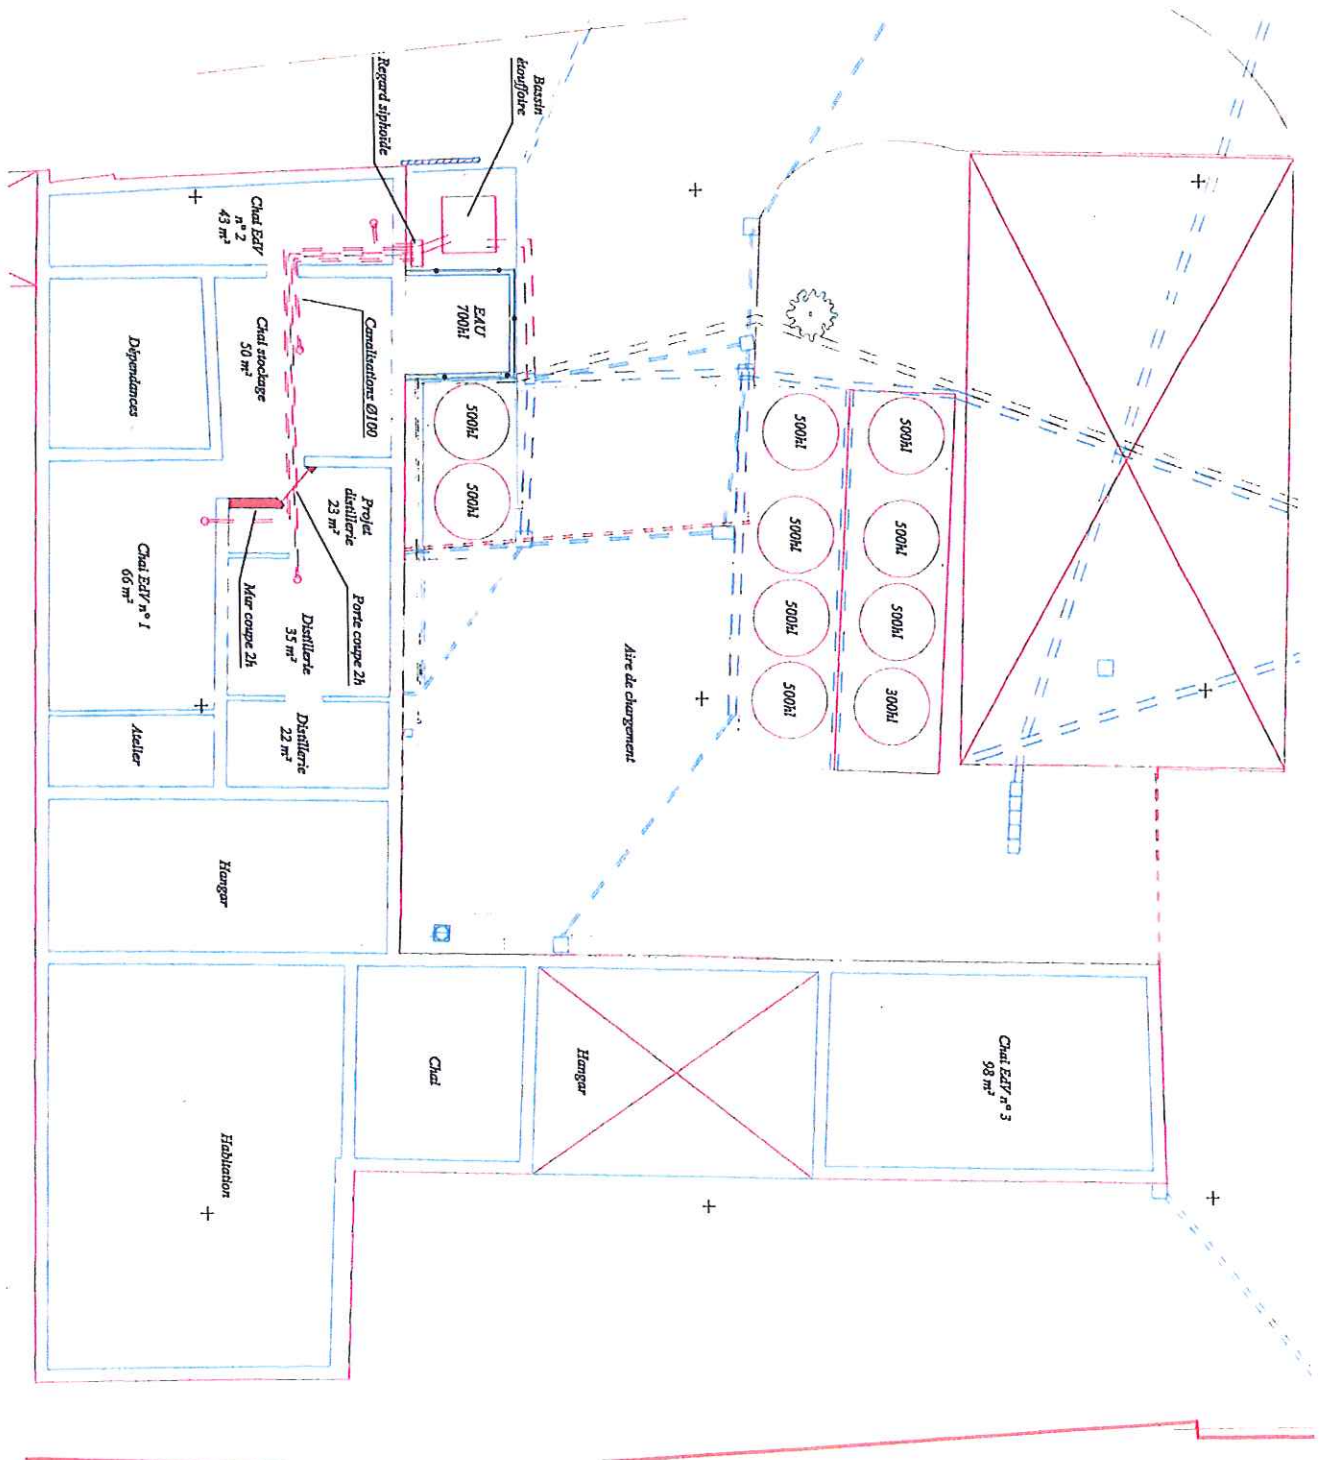 Bassin
étouffoire
Regard siphoïde
Chai EdV
n° 2
43 m²
EAU
700hl
Canalisations Ø100
Chai stockage
50 m²
Dépendances
500hl
500hl
500hl
500hl
500hl
500hl
500hl
500hl
500hl
300hl
Projet
distillerie
23 m²
Porte coupe 2h
Mur coupe 2h
Chai EdV n° 1
66 m²
Distillerie
35 m²
Distillerie
22 m²
Atelier
Aire de chargement
Hangar
Chai
Hangar
Chai EdV n° 3
98 m²
Habitation